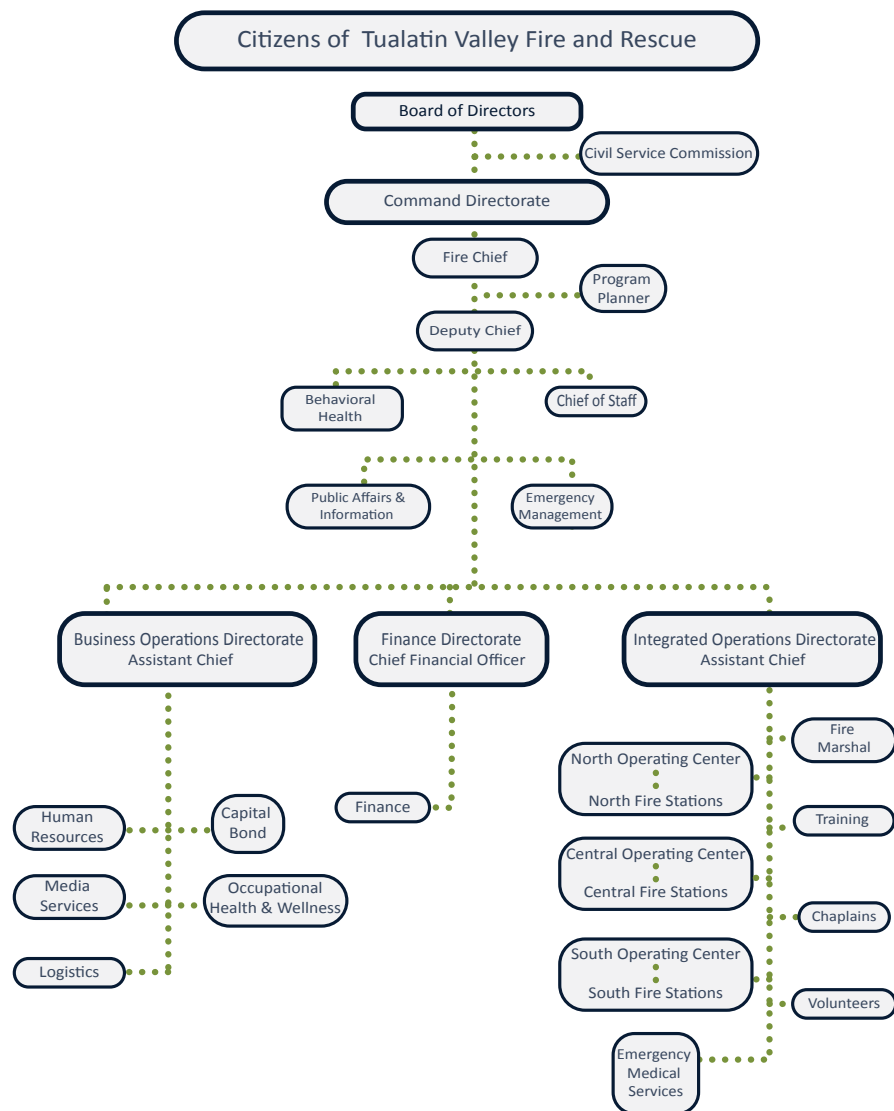 Citizens of Tualatin Valley Fire and Rescue
Board of Directors
Civil Service Commission
Command Directorate
Fire Chief
Program
Planner
Deputy Chief
Behavioral
Health
Chief of Staff
Public Affairs &
Information
Emergency
Management
Business Operations Directorate
Assistant Chief
Finance Directorate
Chief Financial Officer
Integrated Operations Directorate
Assistant Chief
Human
Resources
Capital
Bond
Media
Services
Occupational
Health & Wellness
Logistics
Finance
North Operating Center
North Fire Stations
Central Operating Center
Central Fire Stations
South Operating Center
South Fire Stations
Emergency
Medical
Services
Fire
Marshal
Training
Chaplains
Volunteers